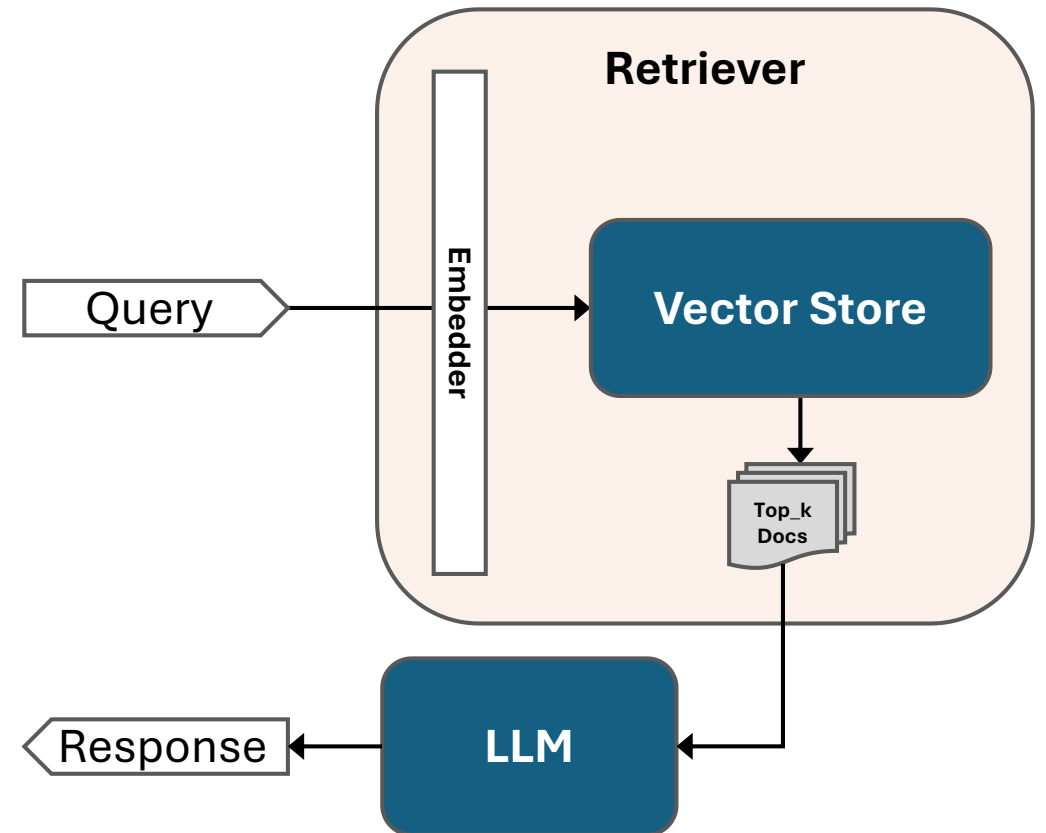 Retriever
Embedder
Query
Vector Store
Top_k
Docs
Response
LLM